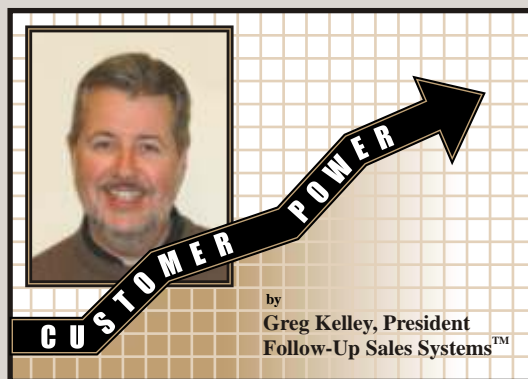 CUSTOMER POWER
by
Greg Kelley, President
Follow-Up Sales Systems™